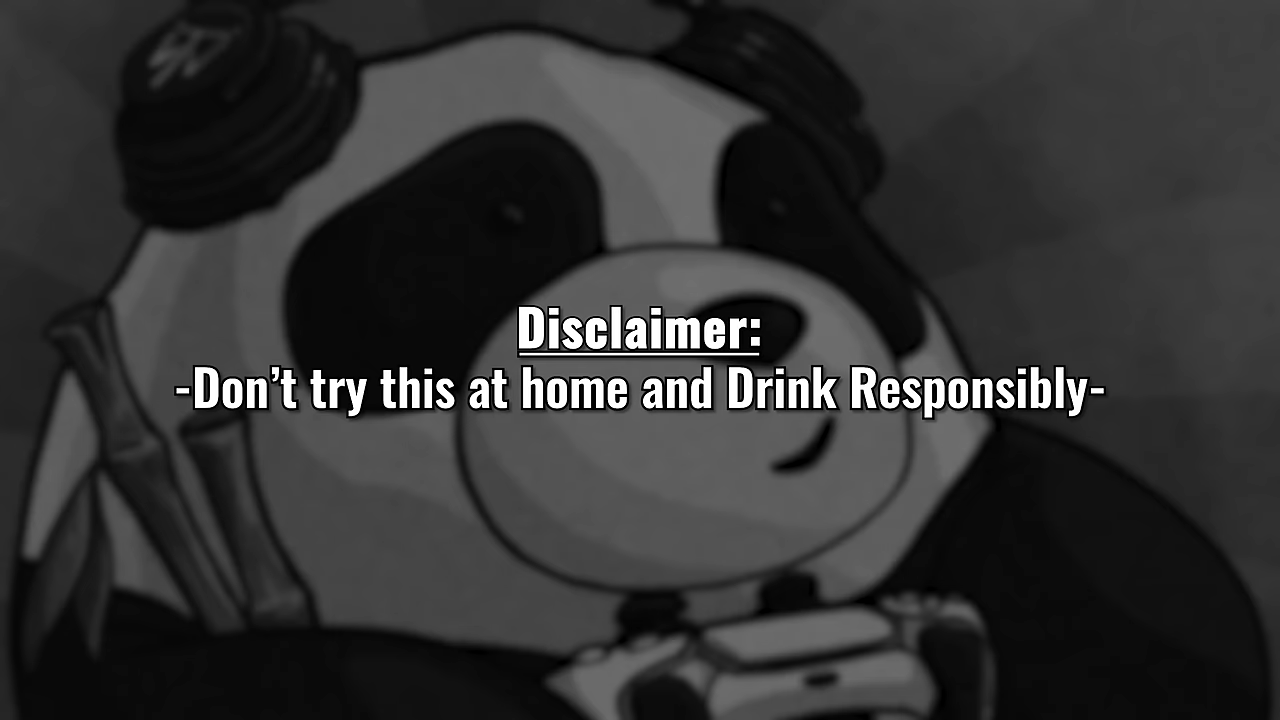 Disclaimer:
-Don’t try this at home and Drink Responsibly-